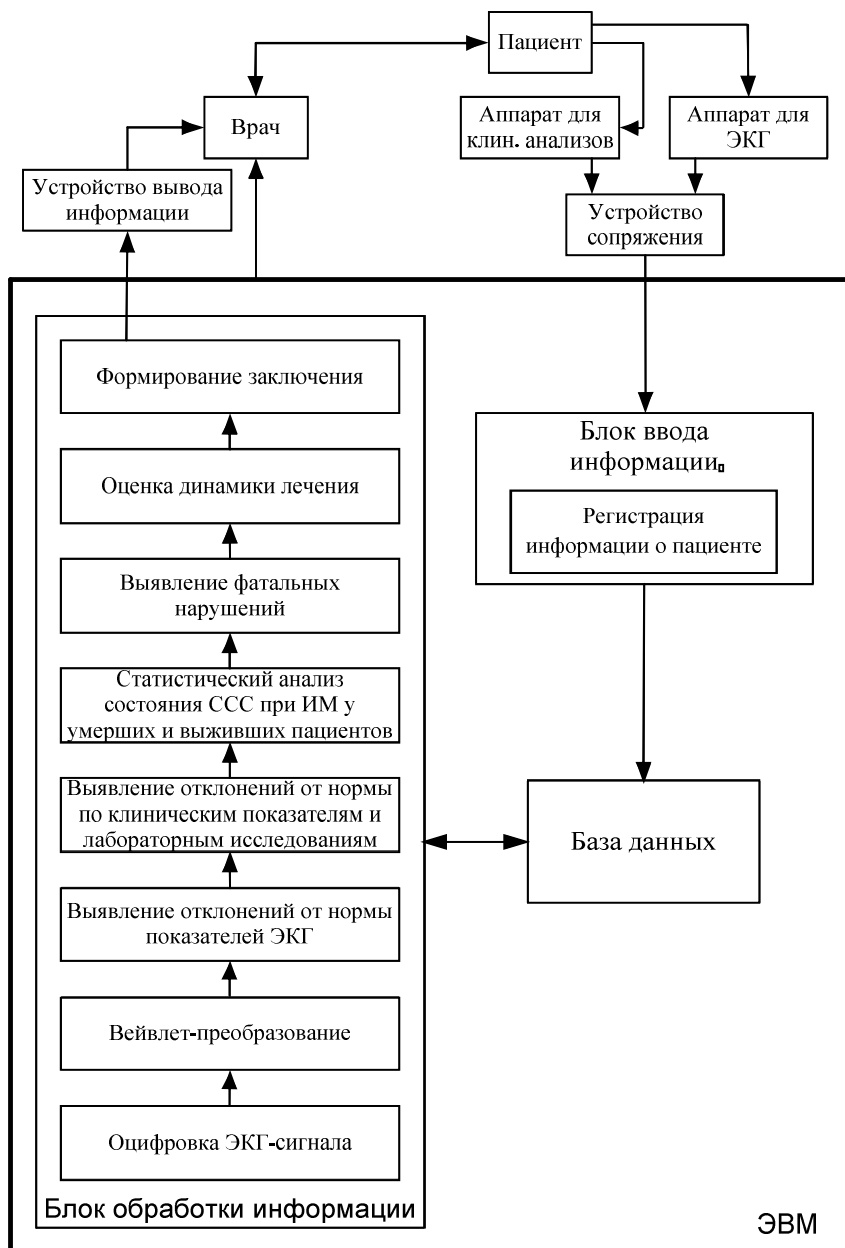 Пациент
Врач
Аппарат для
клин. анализов
Аппарат для
ЭКГ
Устройство вывода
информации
Устройство
сопряжения
Формирование заключения
Оценка динамики лечения
Выявление фатальных
нарушений
Статистический анализ
состояния ССС при ИМ у
умерших и выживших пациентов
Выявление отклонений от нормы
по клиническим показателям и
лабораторным исследованиям
Выявление отклонений от нормы
показателей ЭКГ
Вейвлет-преобразование
Оцифровка ЭКГ-сигнала
Блок обработки информации
Блок ввода
информации
Регистрация
информации о пациенте
База данных
ЭВМ